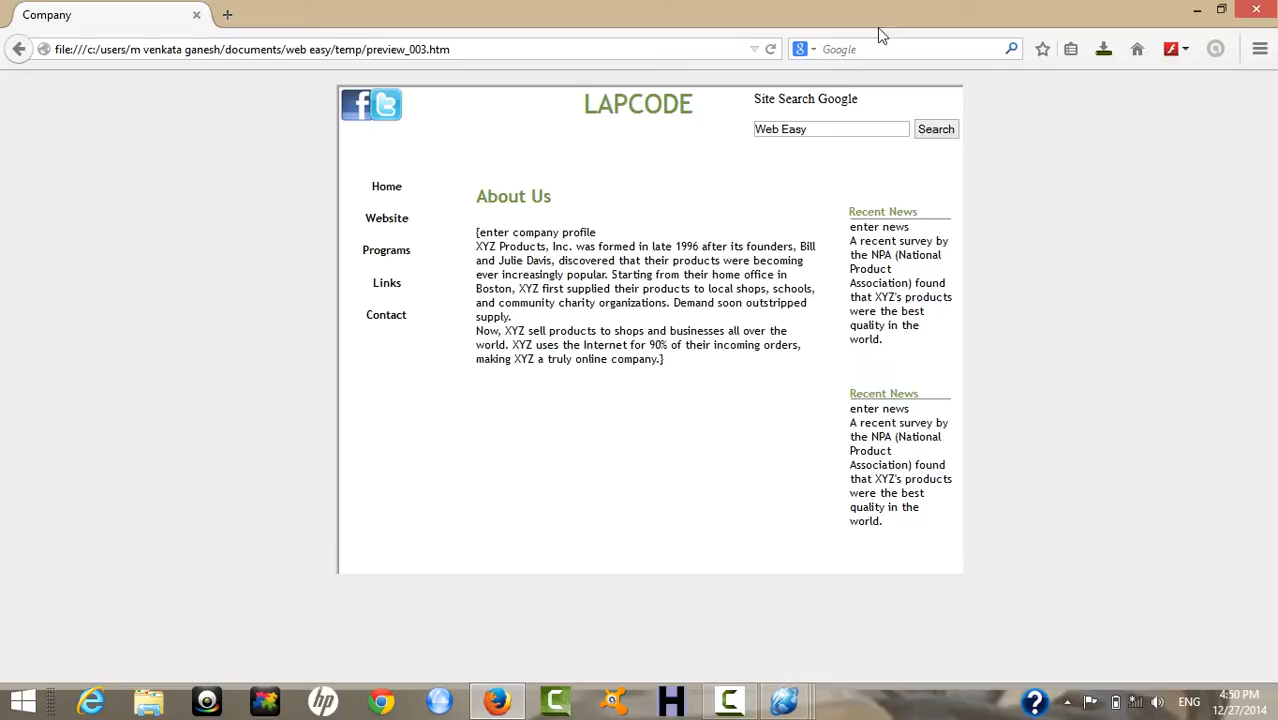 Company
file:///c:/users/m venkata ganesh/documents/web easy/temp/preview_003.htm
Google
LAPCODE
Site Search Google
Web Easy
Search
Home
Website
Programs
Links
Contact
About Us
{enter company profile
XYZ Products, Inc. was formed in late 1996 after its founders, Bill
and Julie Davis, discovered that their products were becoming
ever increasingly popular. Starting from their home office in
Boston, XYZ first supplied their products to local shops, schools,
and community charity organizations. Demand soon outstripped
supply.
Now, XYZ sell products to shops and businesses all over the
world. XYZ uses the Internet for 90% of their incoming orders,
making XYZ a truly online company.}
Recent News
enter news
A recent survey by
the NPA (National
Product
Association) found
that XYZ's products
were the best
quality in the
world.
Recent News
enter news
A recent survey by
the NPA (National
Product
Association) found
that XYZ's products
were the best
quality in the
world.
ENG
4:50 PM
12/27/2014